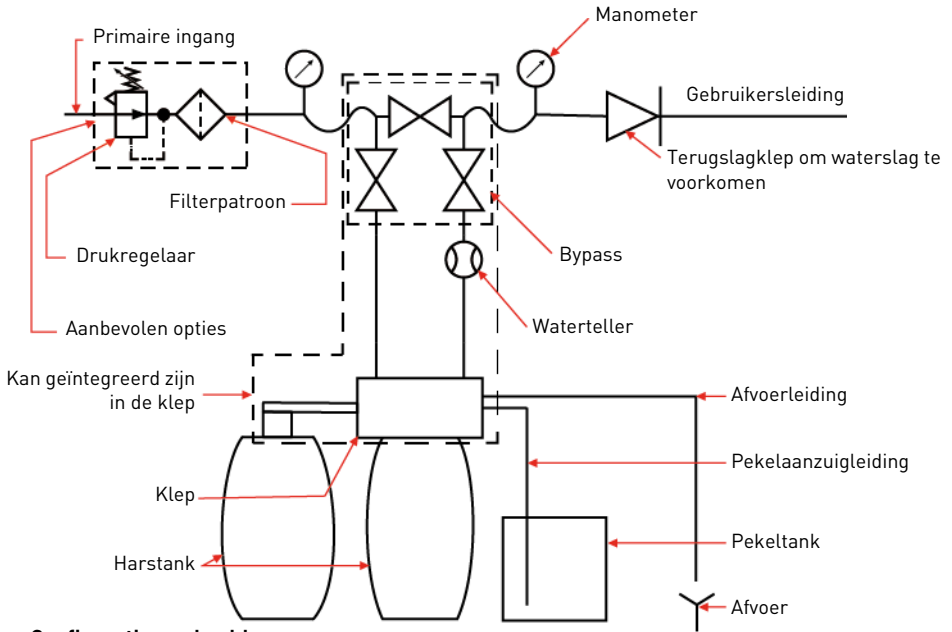 Manometer
Primaire ingang
Gebruikersleiding
Terugslagklep om waterslag te
voorkomen
Filterpatroon
Drukregelaar
Bypass
Aanbevolen opties
Waterteller
Kan geïntegreerd zijn
in de klep
Afvoerleiding
Pekelaanzuigleiding
Klep
Pekeltank
Harstank
Afvoer